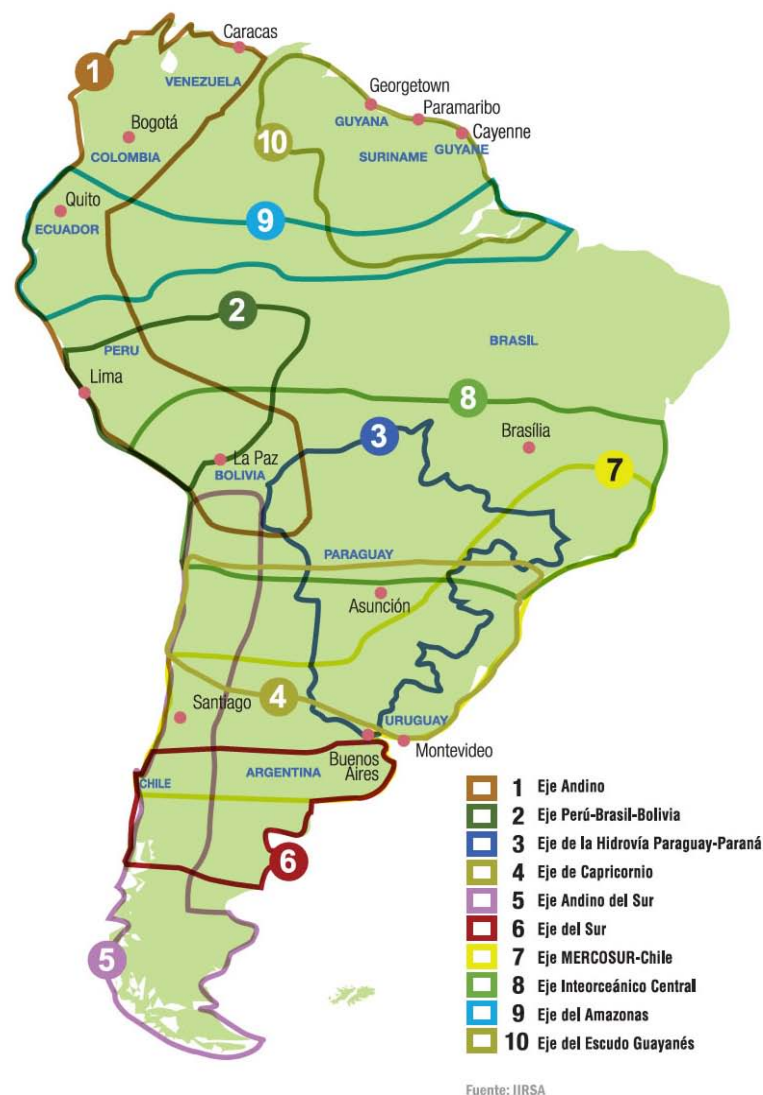 Caracas
1
VENEZUELA
Georgetown
Paramaribo
Bogotá
GUYANA
Cayenne
10
GUYANE
COLOMBIA
SURINAME
Quito
9
ECUADOR
2
BRASIL
PERU
Lima
8
3
Brasília
La Paz
7
BOLIVIA
PARAGUAY
Asunción
4
Santiago
URUGUAY
Buenos
Aires
Montevideo
CHILE
ARGENTINA
6
5
1 Eje Andino
2 Eje Perú-Brasil-Bolivia
3 Eje de la Hidrovía Paraguay-Paraná
4 Eje de Capricornio
5 Eje Andino del Sur
6 Eje del Sur
7 Eje MERCOSUR-Chile
8 Eje Inteorceánico Central
9 Eje del Amazonas
10 Eje del Escudo Guayanés
Fuente: IIRSA